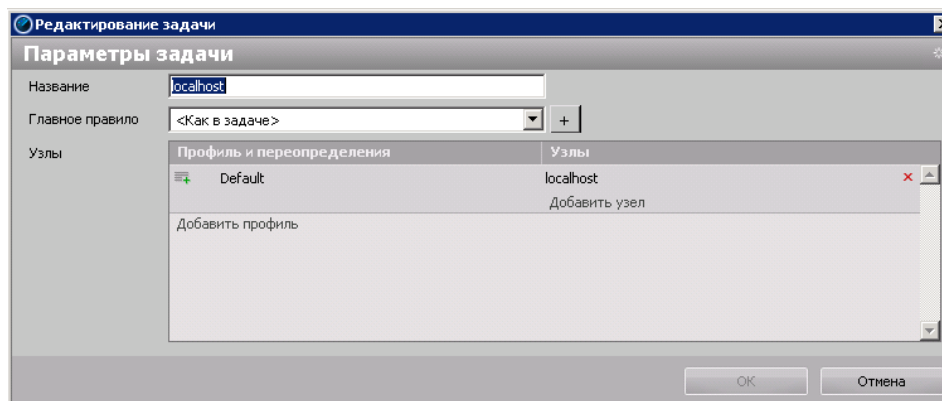 Редактирование задачи
Параметры задачи
Название localhost
Главное правило <Как в задаче> +
Узлы Профиль и переопределения Узлы
Default localhost
Добавить узел
Добавить профиль
OK Отмена